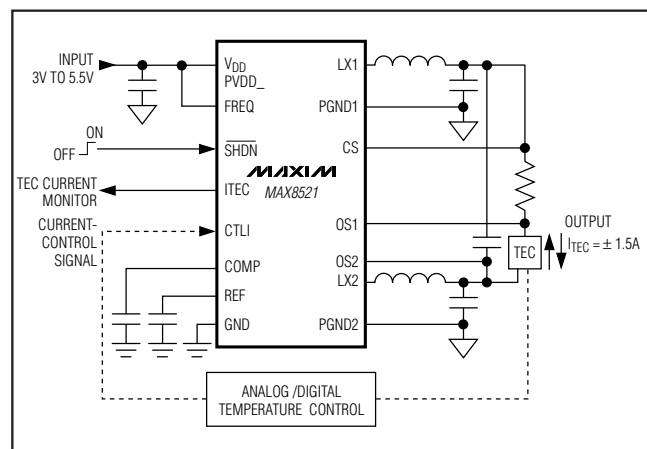 INPUT
3V TO 5.5V
ON
OFF
TEC CURRENT
MONITOR
CURRENT-
CONTROL
SIGNAL
VDD
PVDD_
FREQ
SHDN
ITEC
CTLI
COMP
REF
GND
MAXIM
MAX8521
LX1
PGND1
CS
OS1
OS2
LX2
PGND2
TEC
OUTPUT
ITEC = ± 1.5A
ANALOG /DIGITAL
TEMPERATURE CONTROL